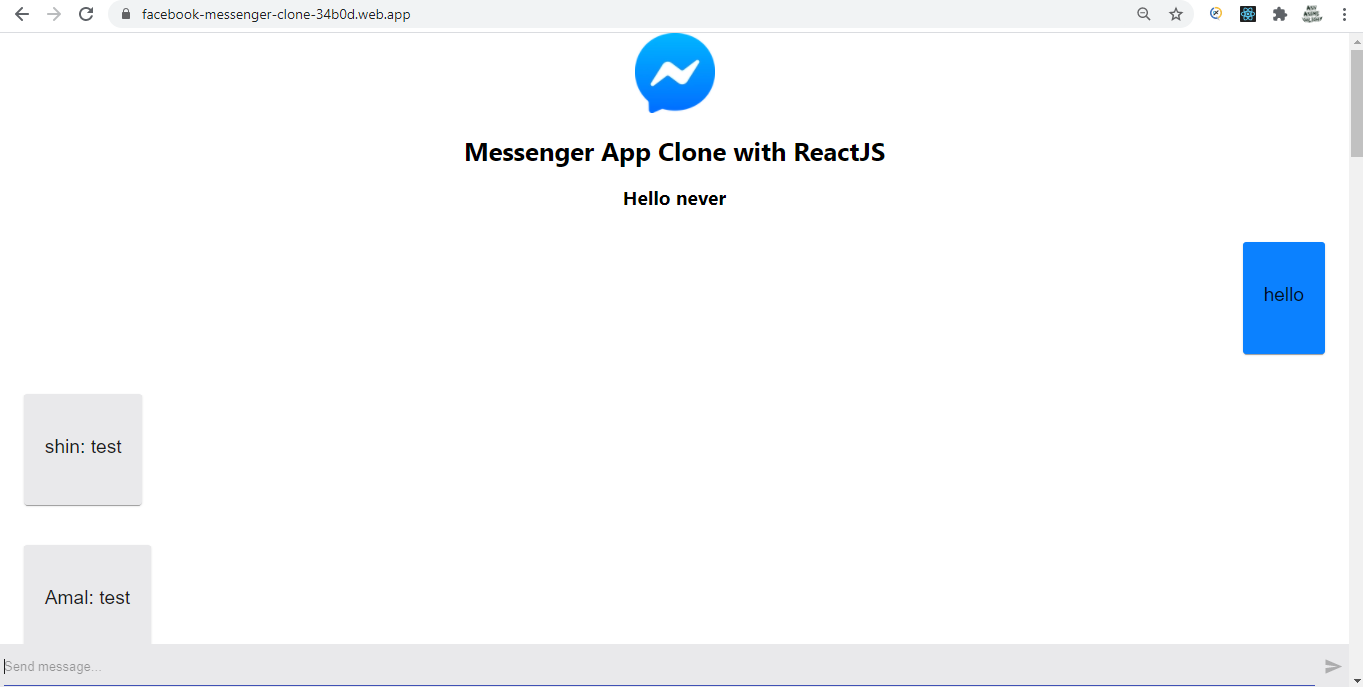 facebook-messenger-clone-34b0d.web.app
Messenger App Clone with ReactJS
Hello never
hello
shin: test
Amal: test
Send message...